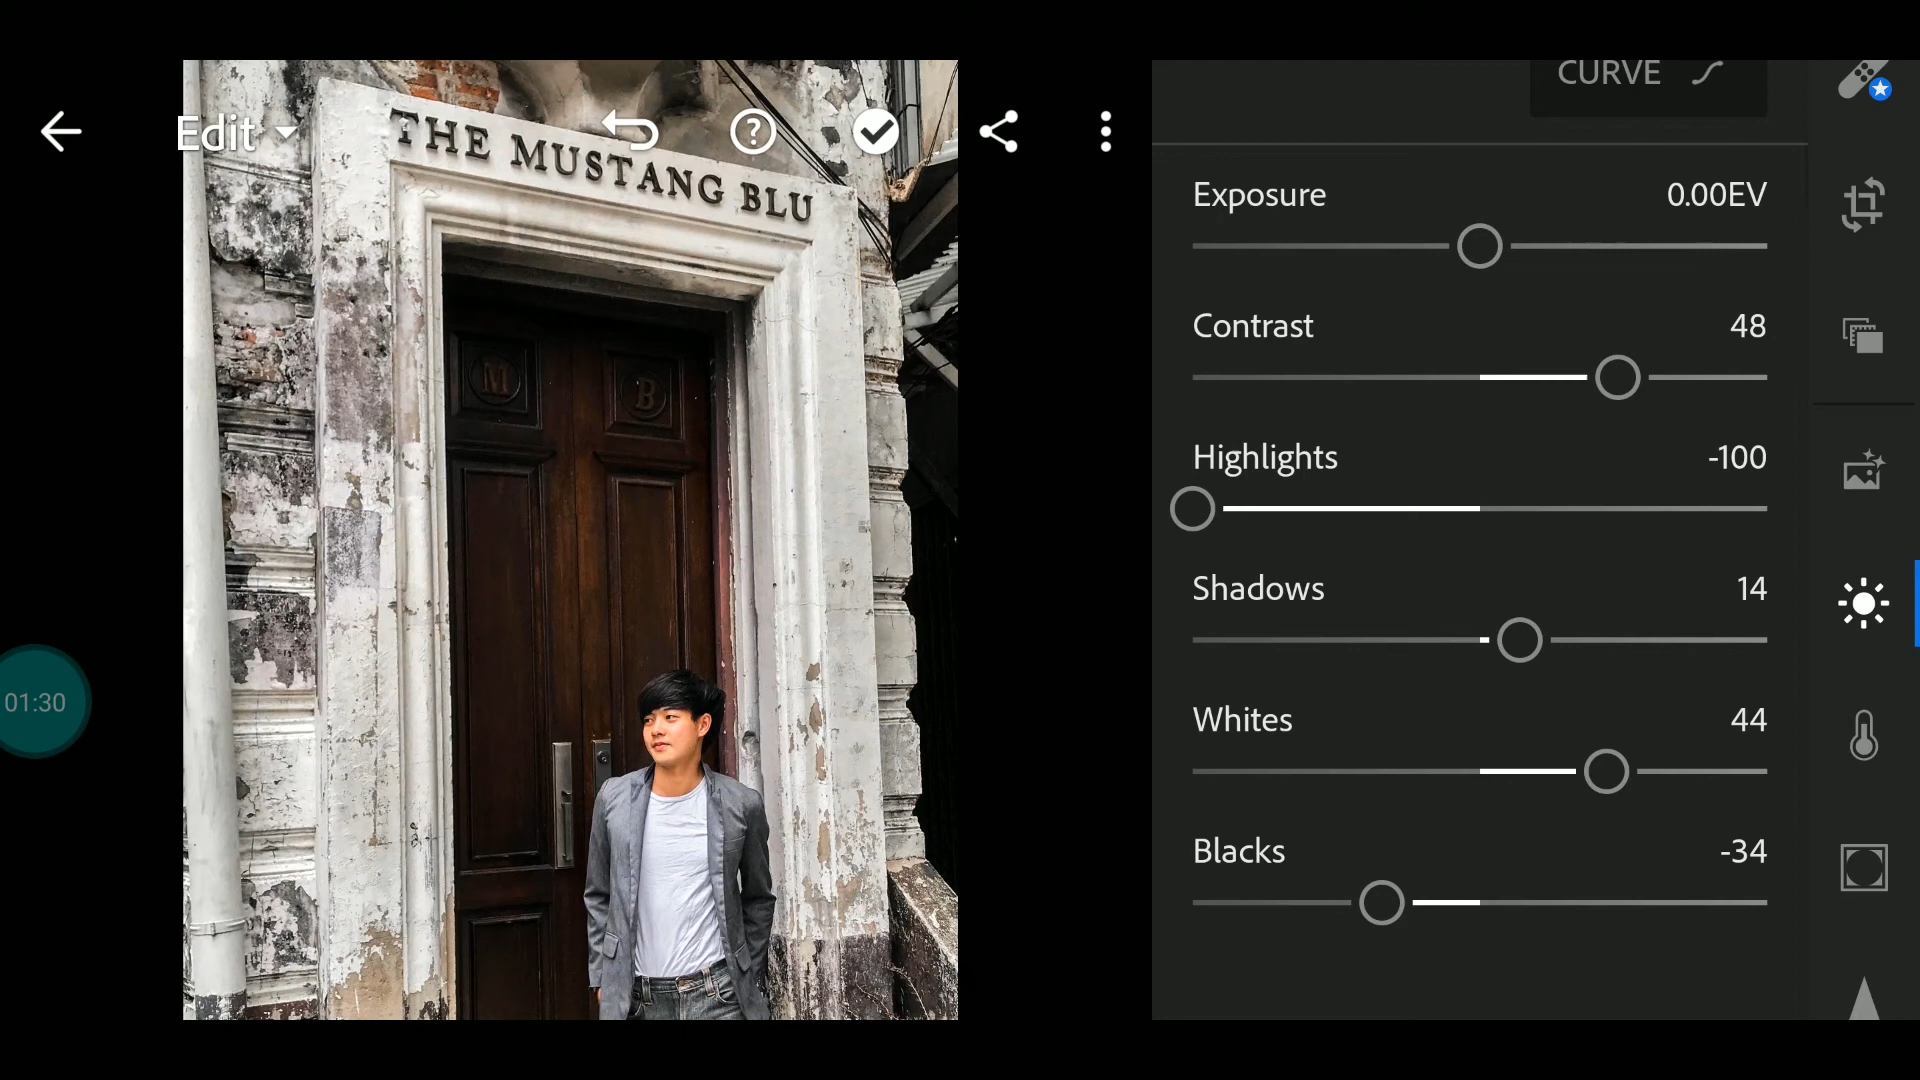 CURVE
Edit
THE MUSTANG BLU
M
B
Exposure 0.00EV
Contrast 48
Highlights -100
Shadows 14
Whites 44
Blacks -34
01:30